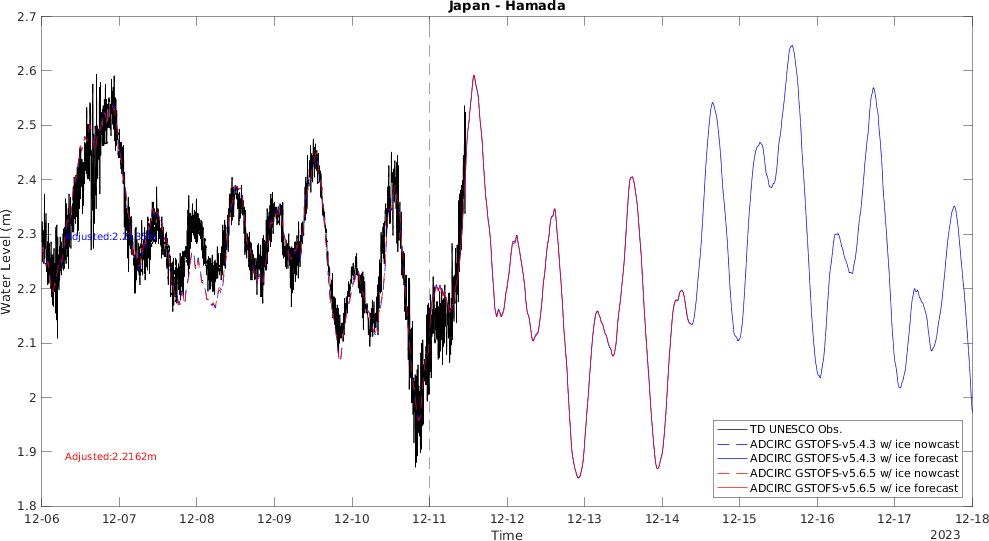 Japan - Hamada
Water Level (m)
2.7
2.6
2.5
2.4
2.3
2.2
2.1
2
1.9
1.8
Adjusted:2.2162m
TD UNESCO Obs.
ADCIRC GSTOFS-v5.4.3 w/ ice nowcast
ADCIRC GSTOFS-v5.4.3 w/ ice forecast
ADCIRC GSTOFS-v5.6.5 w/ ice nowcast
ADCIRC GSTOFS-v5.6.5 w/ ice forecast
12-06 12-07 12-08 12-09 12-10 12-11 12-12 12-13 12-14 12-15 12-16 12-17 12-18
Time
2023